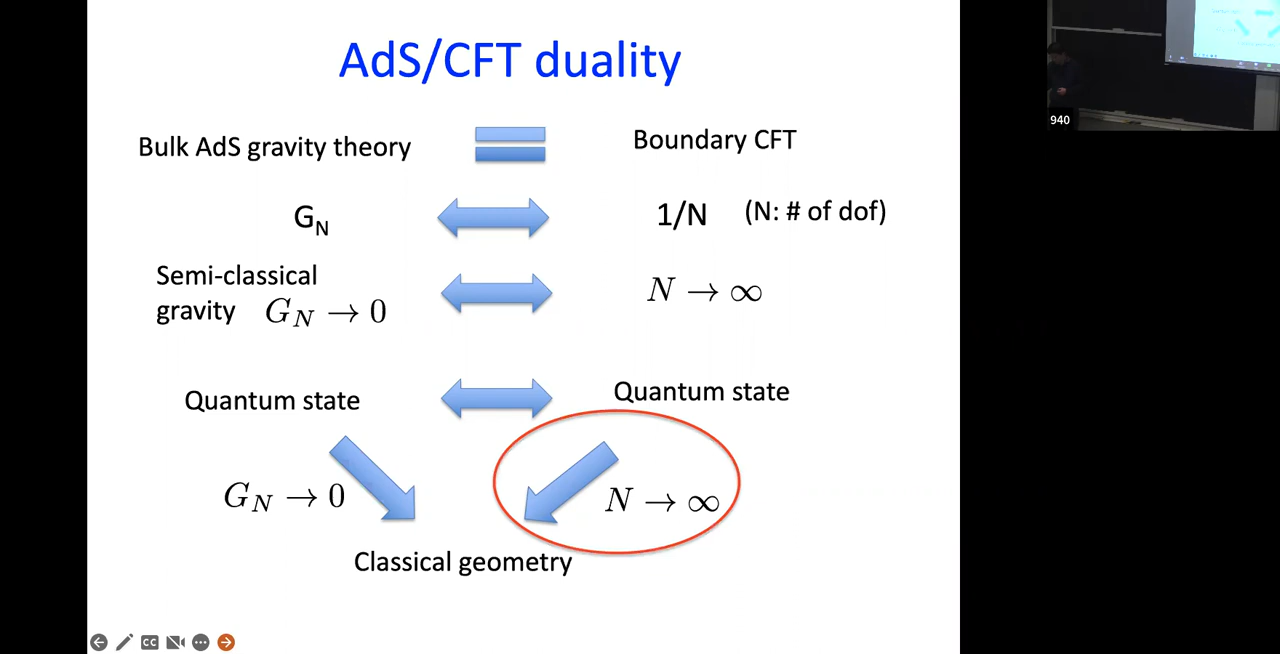 AdS/CFT duality
Bulk AdS gravity theory
Boundary CFT
G_N
1/N (N: # of dof)
Semi-classical
gravity G_N → 0
N → ∞
Quantum state
Quantum state
G_N → 0
N → ∞
Classical geometry
CC
940